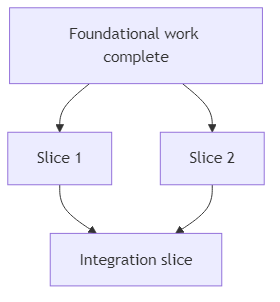 Foundational work
complete
Slice 1
Slice 2
Integration slice